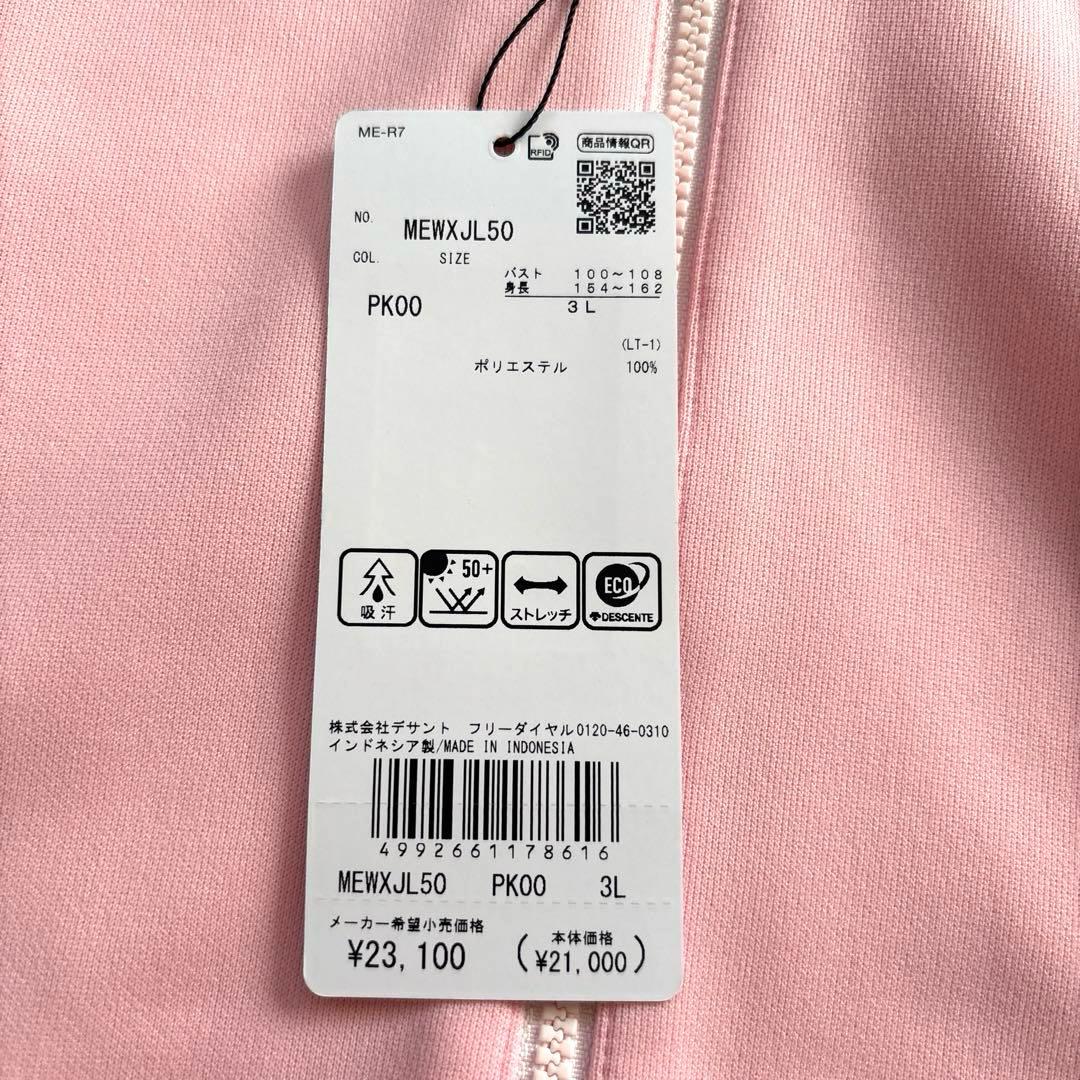 ME-R7
RFID
商品情報QR
NO.
MEWXJL50
COL.
SIZE
バスト 100～108
身長 154～162
PK00
3L
(LT-1)
ポリエステル 100%
50+
ECO
吸汗
ストレッチ
DESCENTE
株式会社デサント フリーダイヤル0120-46-0310
インドネシア製/MADE IN INDONESIA
4992661178616
MEWXJL50 PK00 3L
メーカー希望小売価格
本体価格
¥23,100
(¥21,000)